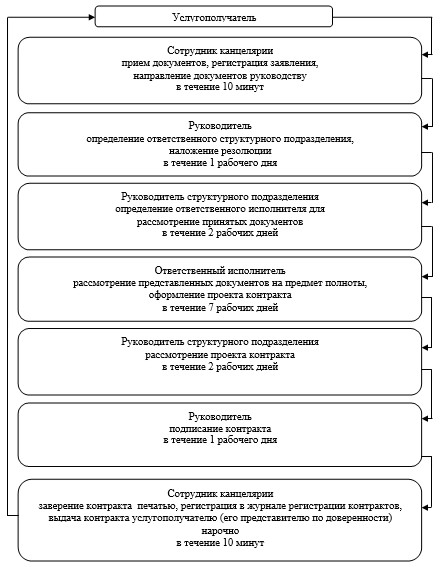 Услугополучатель
Сотрудник канцелярии
прием документов, регистрация заявления,
направление документов руководству
в течение 10 минут
Руководитель
определение ответственного структурного подразделения,
наложение резолюции
в течение 1 рабочего дня
Руководитель структурного подразделения
определение ответственного исполнителя для
рассмотрение принятых документов
в течение 2 рабочих дней
Ответственный исполнитель
рассмотрение представленных документов на предмет полноты,
оформление проекта контракта
в течение 7 рабочих дней
Руководитель структурного подразделения
рассмотрение проекта контракта
в течение 2 рабочих дней
Руководитель
подписание контракта
в течение 1 рабочего дня
Сотрудник канцелярии
заверение контракта печатью, регистрация в журнале регистрации контрактов,
выдача контракта услугополучателю (его представителю по доверенности)
нарочно
в течение 10 минут